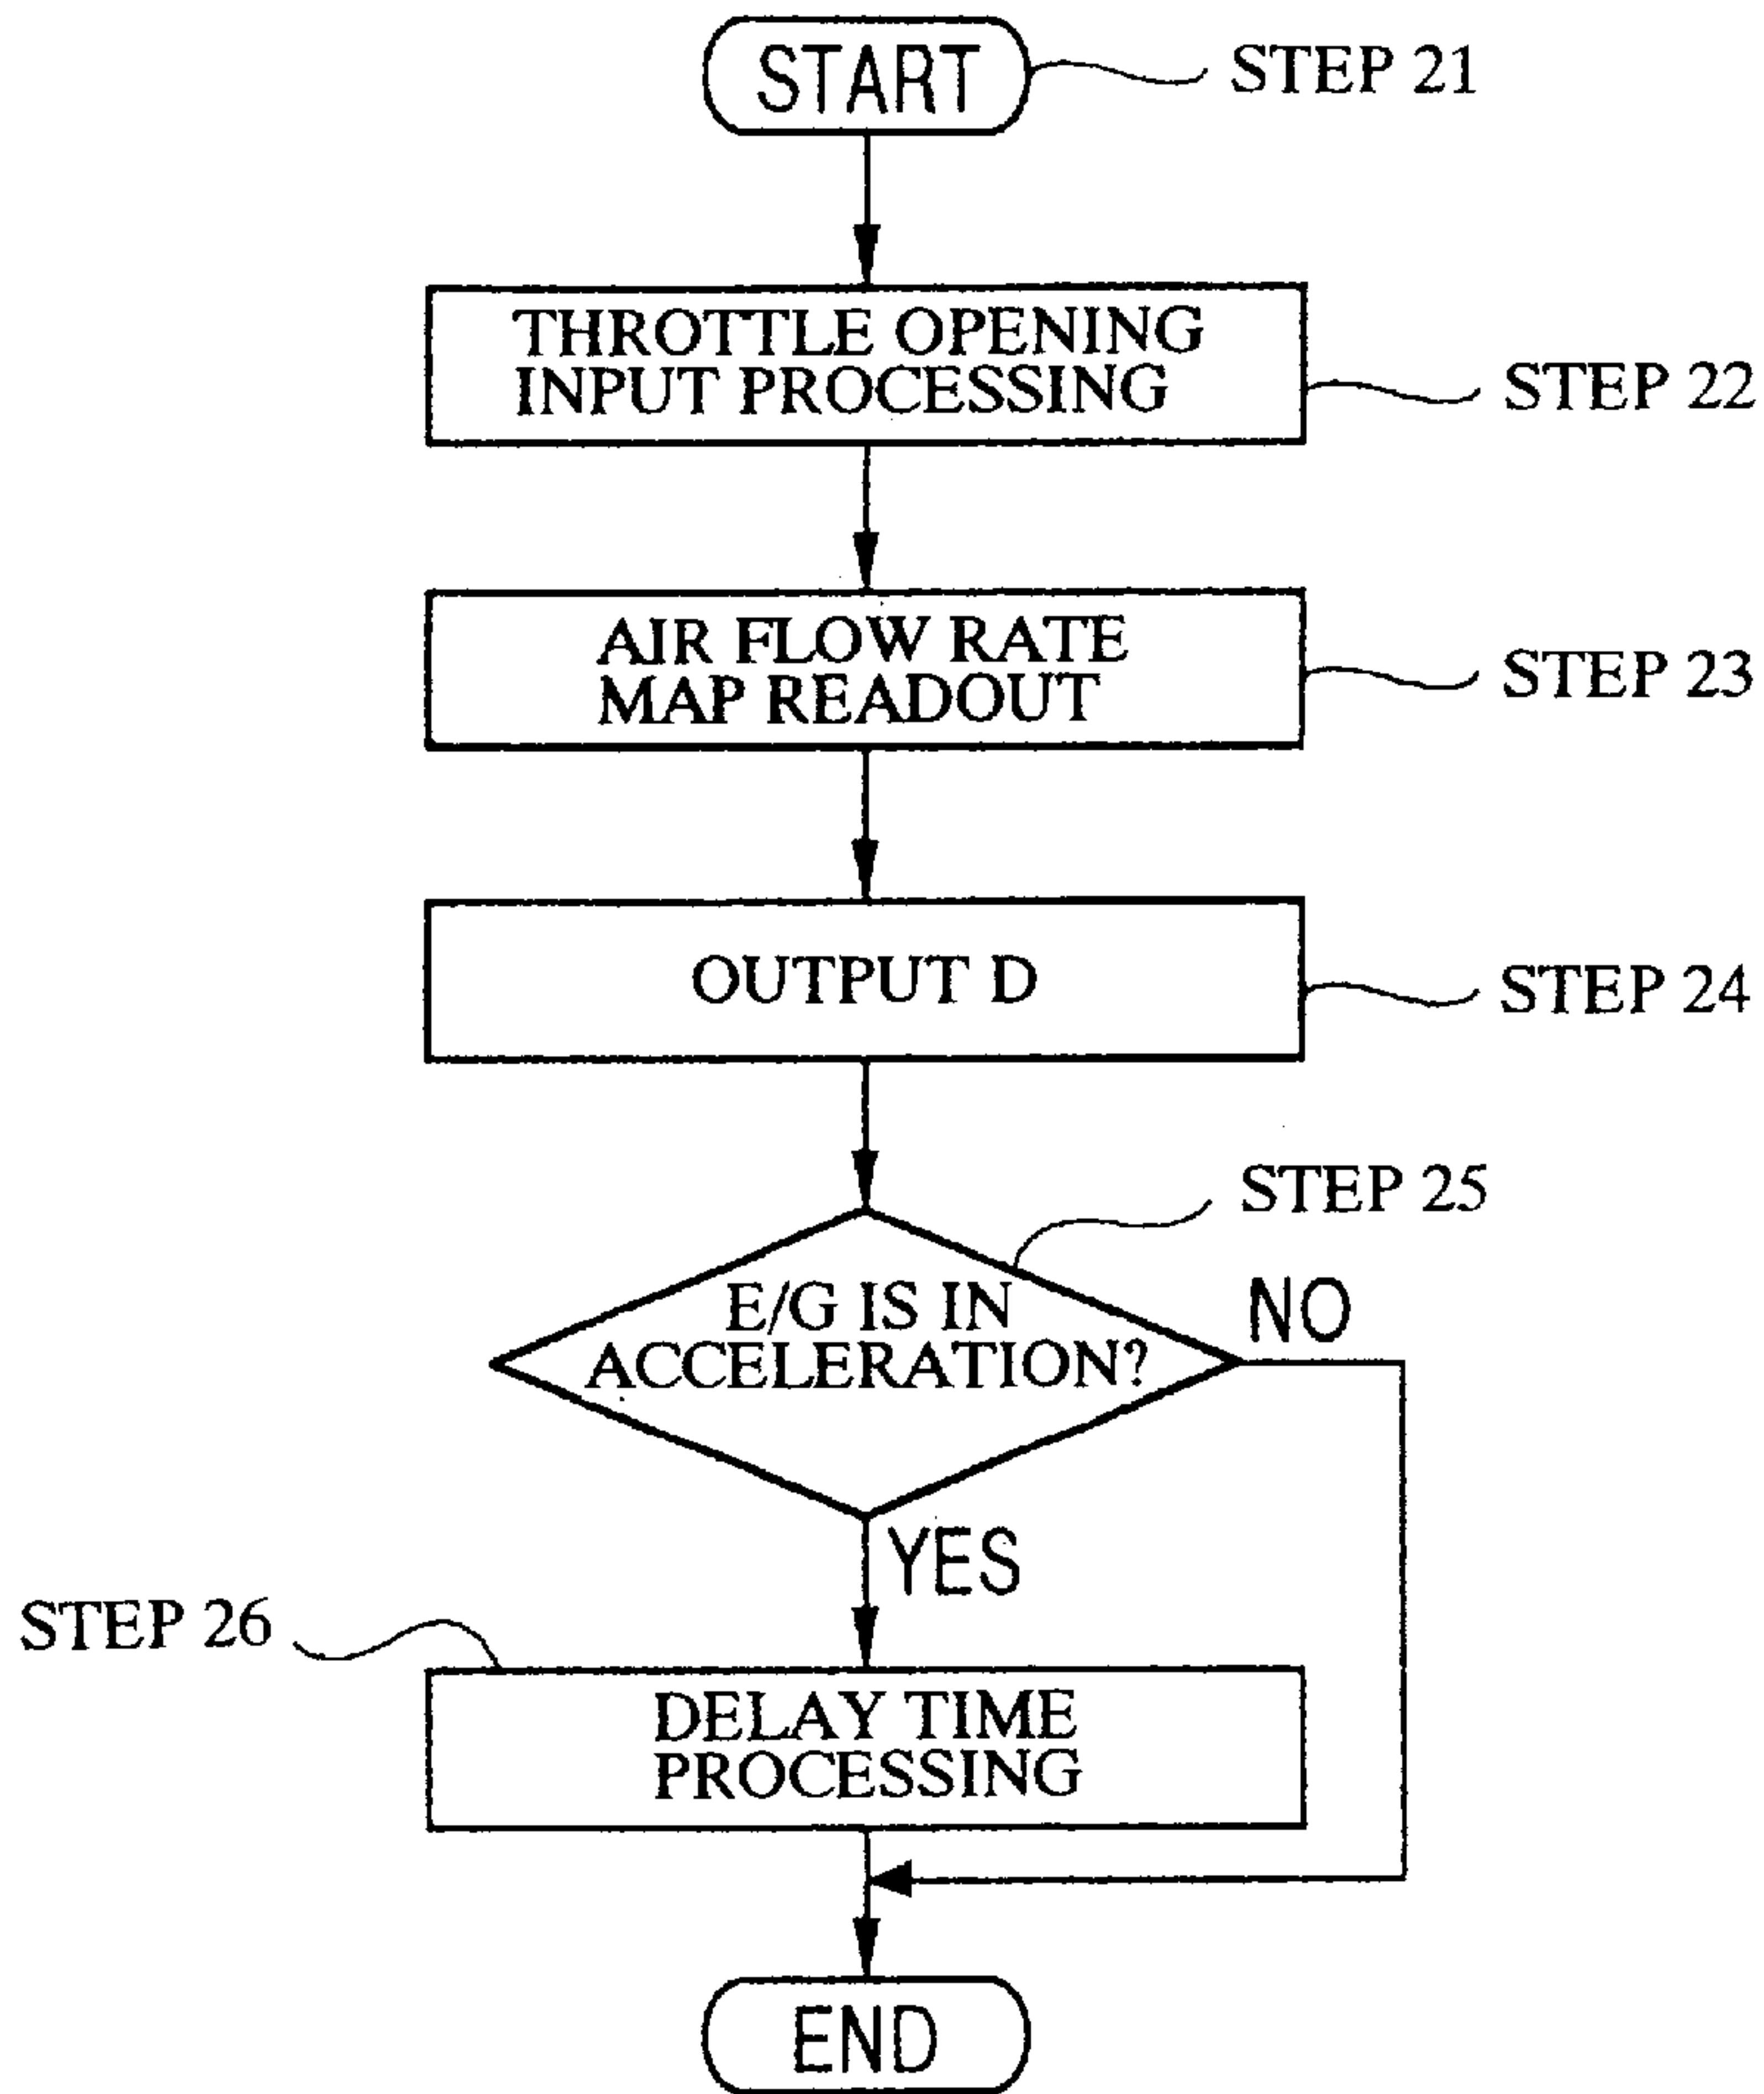 START
STEP 21
THROTTLE OPENING
INPUT PROCESSING
STEP 22
AIR FLOW RATE
MAP READOUT
STEP 23
OUTPUT D
STEP 24
STEP 25
E/G IS IN
ACCELERATION?
NO
YES
STEP 26
DELAY TIME
PROCESSING
END